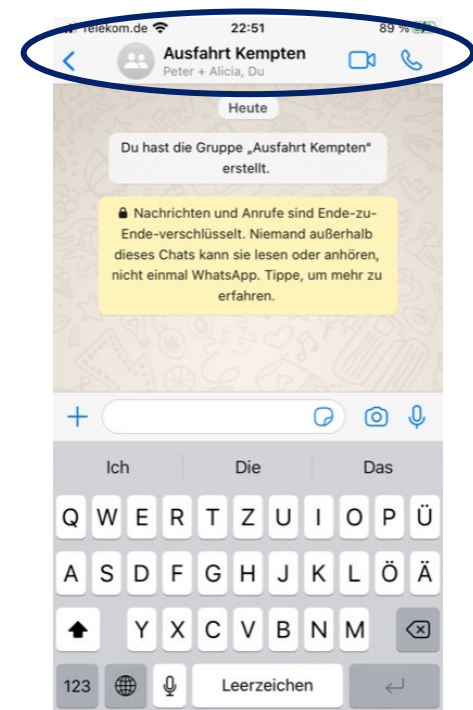 Telekom.de 22:51 89 %
Ausfahrt Kempten
Peter + Alicia, Du
Heute
Du hast die Gruppe „Ausfahrt Kempten“
erstellt.
Nachrichten und Anrufe sind Ende-zu-
Ende-verschlüsselt. Niemand außerhalb
dieses Chats kann sie lesen oder anhören,
nicht einmal WhatsApp. Tippe, um mehr zu
erfahren.
Ich Die Das
Q W E R T Z U I O P Ü
A S D F G H J K L Ö Ä
Y X C V B N M
123 Leerzeichen